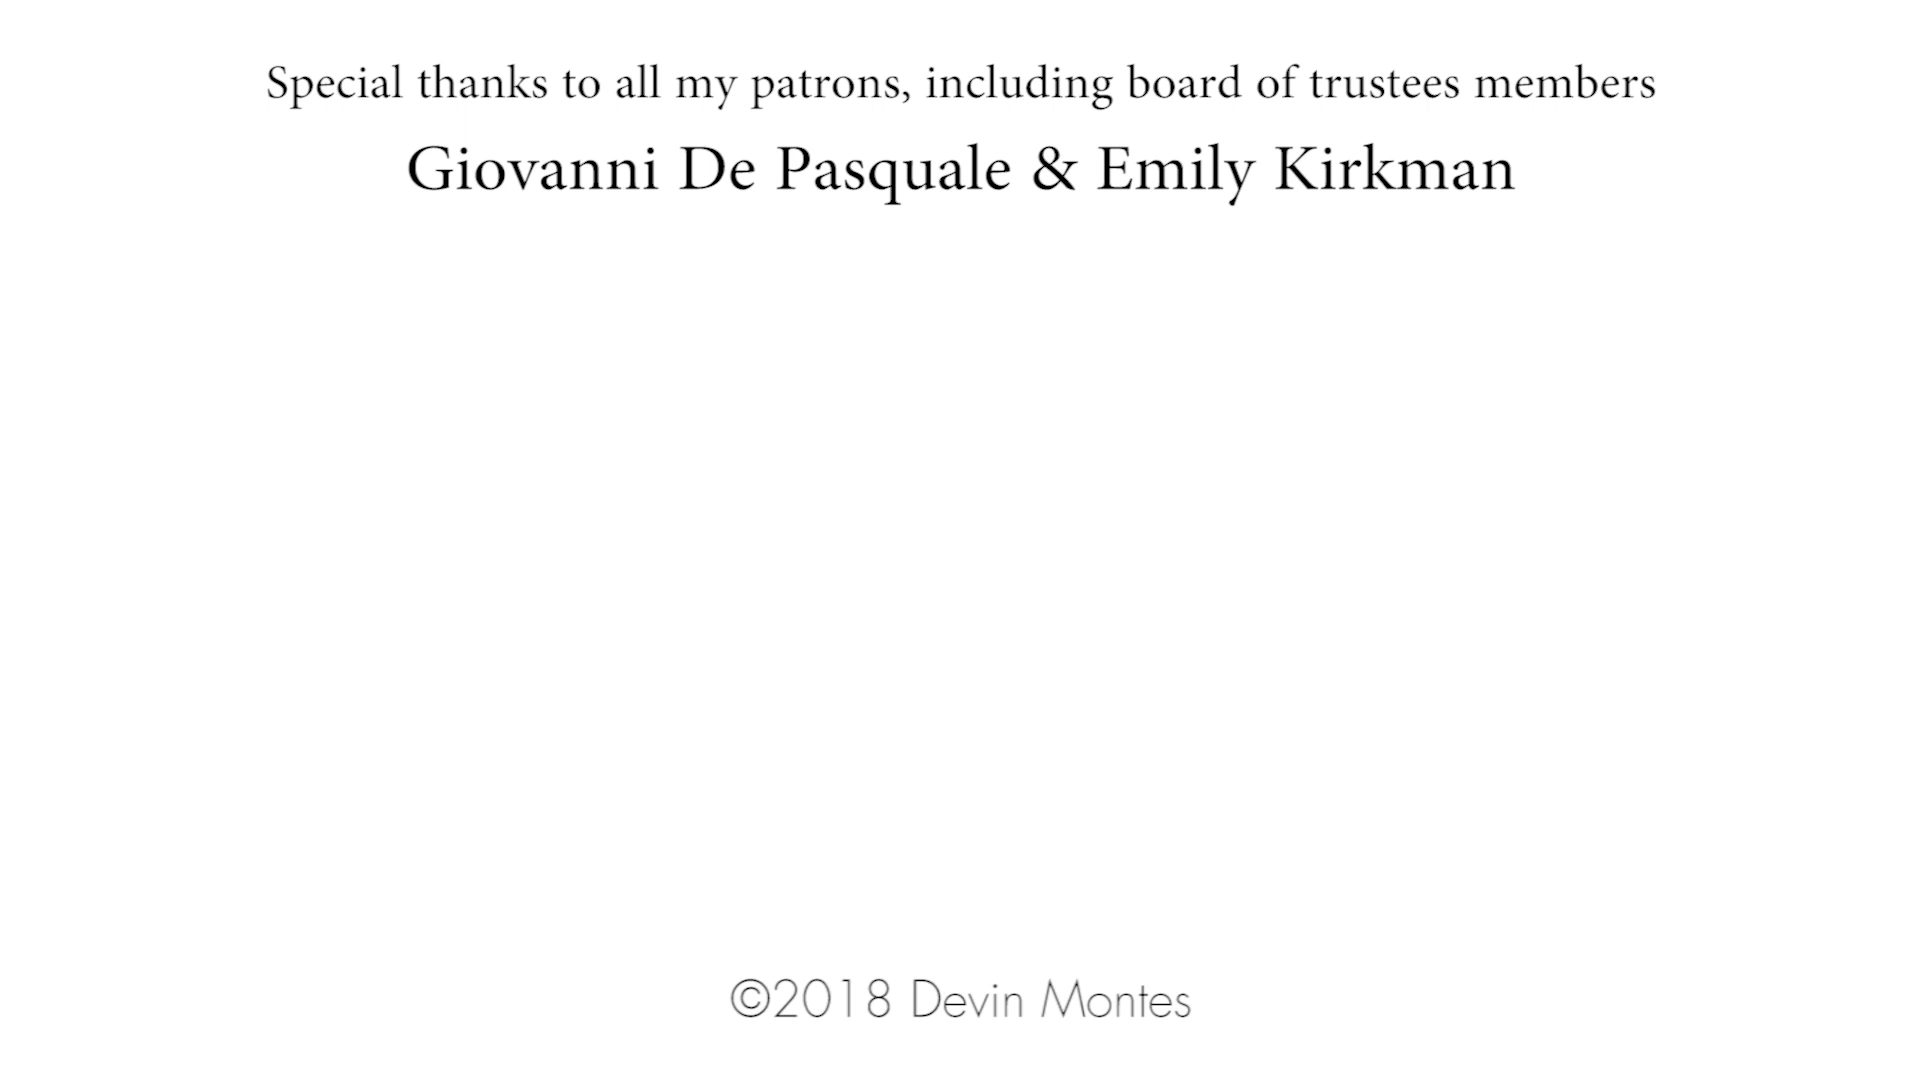 Special thanks to all my patrons, including board of trustees members
Giovanni De Pasquale & Emily Kirkman
©2018 Devin Montes